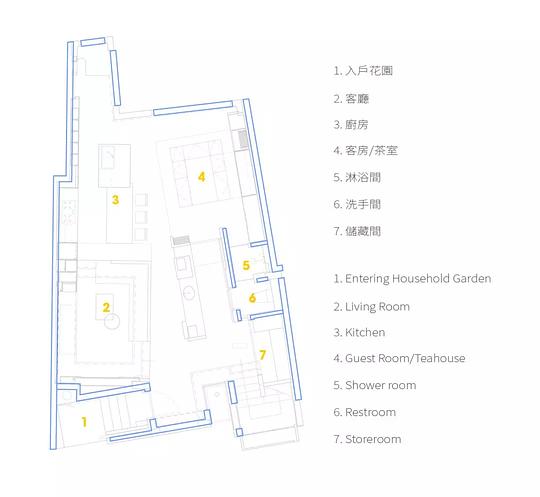 3
4
5
6
2
7
1
1. 入戶花園
2. 客廳
3. 廚房
4. 客房/茶室
5. 淋浴間
6. 洗手間
7. 儲藏間
1. Entering Household Garden
2. Living Room
3. Kitchen
4. Guest Room/Teahouse
5. Shower room
6. Restroom
7. Storeroom